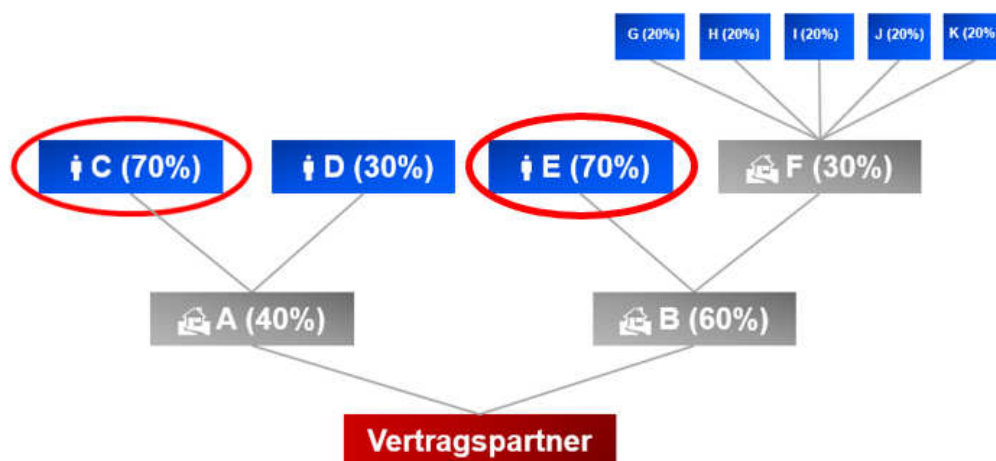 G (20%) H (20%) I (20%) J (20%) K (20%)
C (70%) D (30%) E (70%) F (30%)
A (40%) B (60%)
Vertragspartner